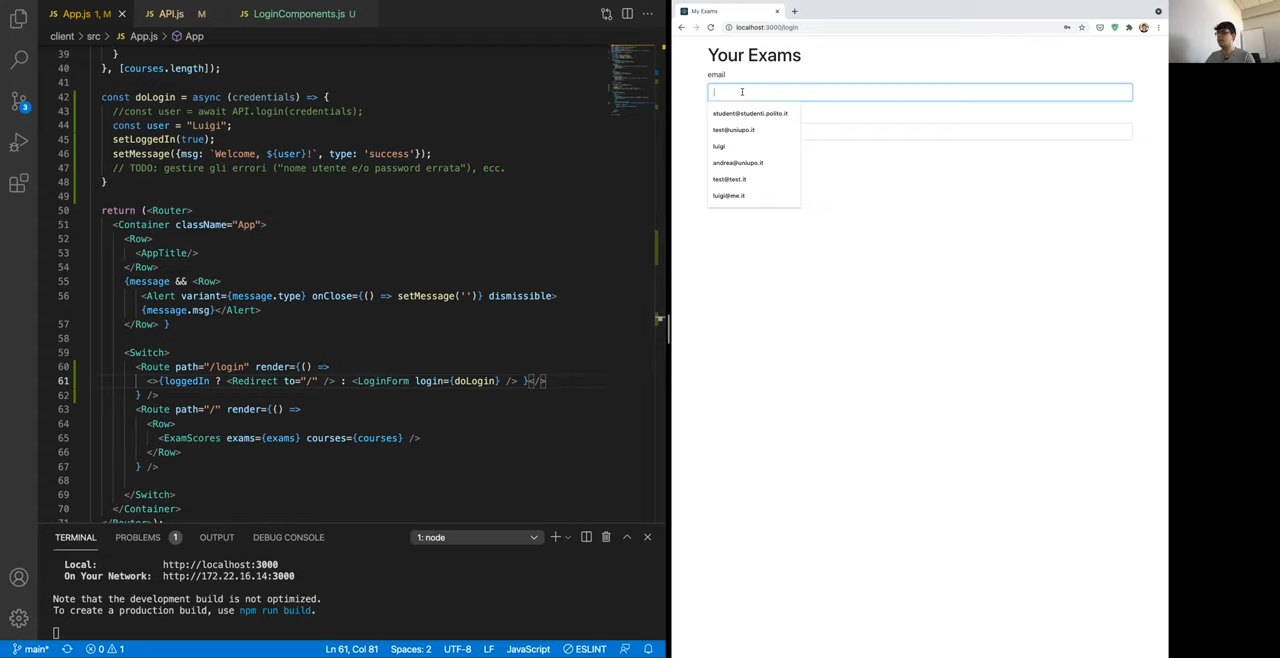 App.js 1, M
API.js M
LoginComponents.js U
client > src > App.js > App
39 }
40 }, [courses.length]);
41
42 const doLogin = async (credentials) => {
43 //const user = await API.login(credentials);
44 const user = "Luigi";
45 setLoggedIn(true);
46 setMessage({msg: `Welcome, ${user}!`, type: 'success'});
47 // TODO: gestire gli errori ("nome utente e/o password errata"), ecc.
48 }
49
50 return (<Router>
51 <Container className="App">
52 <Row>
53 <AppTitle/>
54 </Row>
55 {message && <Row>
56 <Alert variant={message.type} onClose={() => setMessage('')} dismissible>
{message.msg}</Alert>
57 </Row> }
58
59 <Switch>
60 <Route path="/login" render={() =>
61 <>{loggedIn ? <Redirect to="/" /> : <LoginForm login={doLogin} /> }</>
62 } />
63 <Route path="/" render={() =>
64 <Row>
65 <ExamScores exams={exams} courses={courses} />
66 </Row>
67 } />
68
69 </Switch>
70 </Container>
71 </Router>);
TERMINAL PROBLEMS 1 OUTPUT DEBUG CONSOLE 1: node
Local: http://localhost:3000
On Your Network: http://172.22.16.14:3000
Note that the development build is not optimized.
To create a production build, use npm run build.
3
main* 0 1 Ln 61, Col 81 Spaces: 2 UTF-8 LF JavaScript ESLINT
My Exams
localhost:3000/login
Your Exams
email
student@studenti.polito.it
test@uniupo.it
luigi
andrea@uniupo.it
test@test.it
luigi@me.it